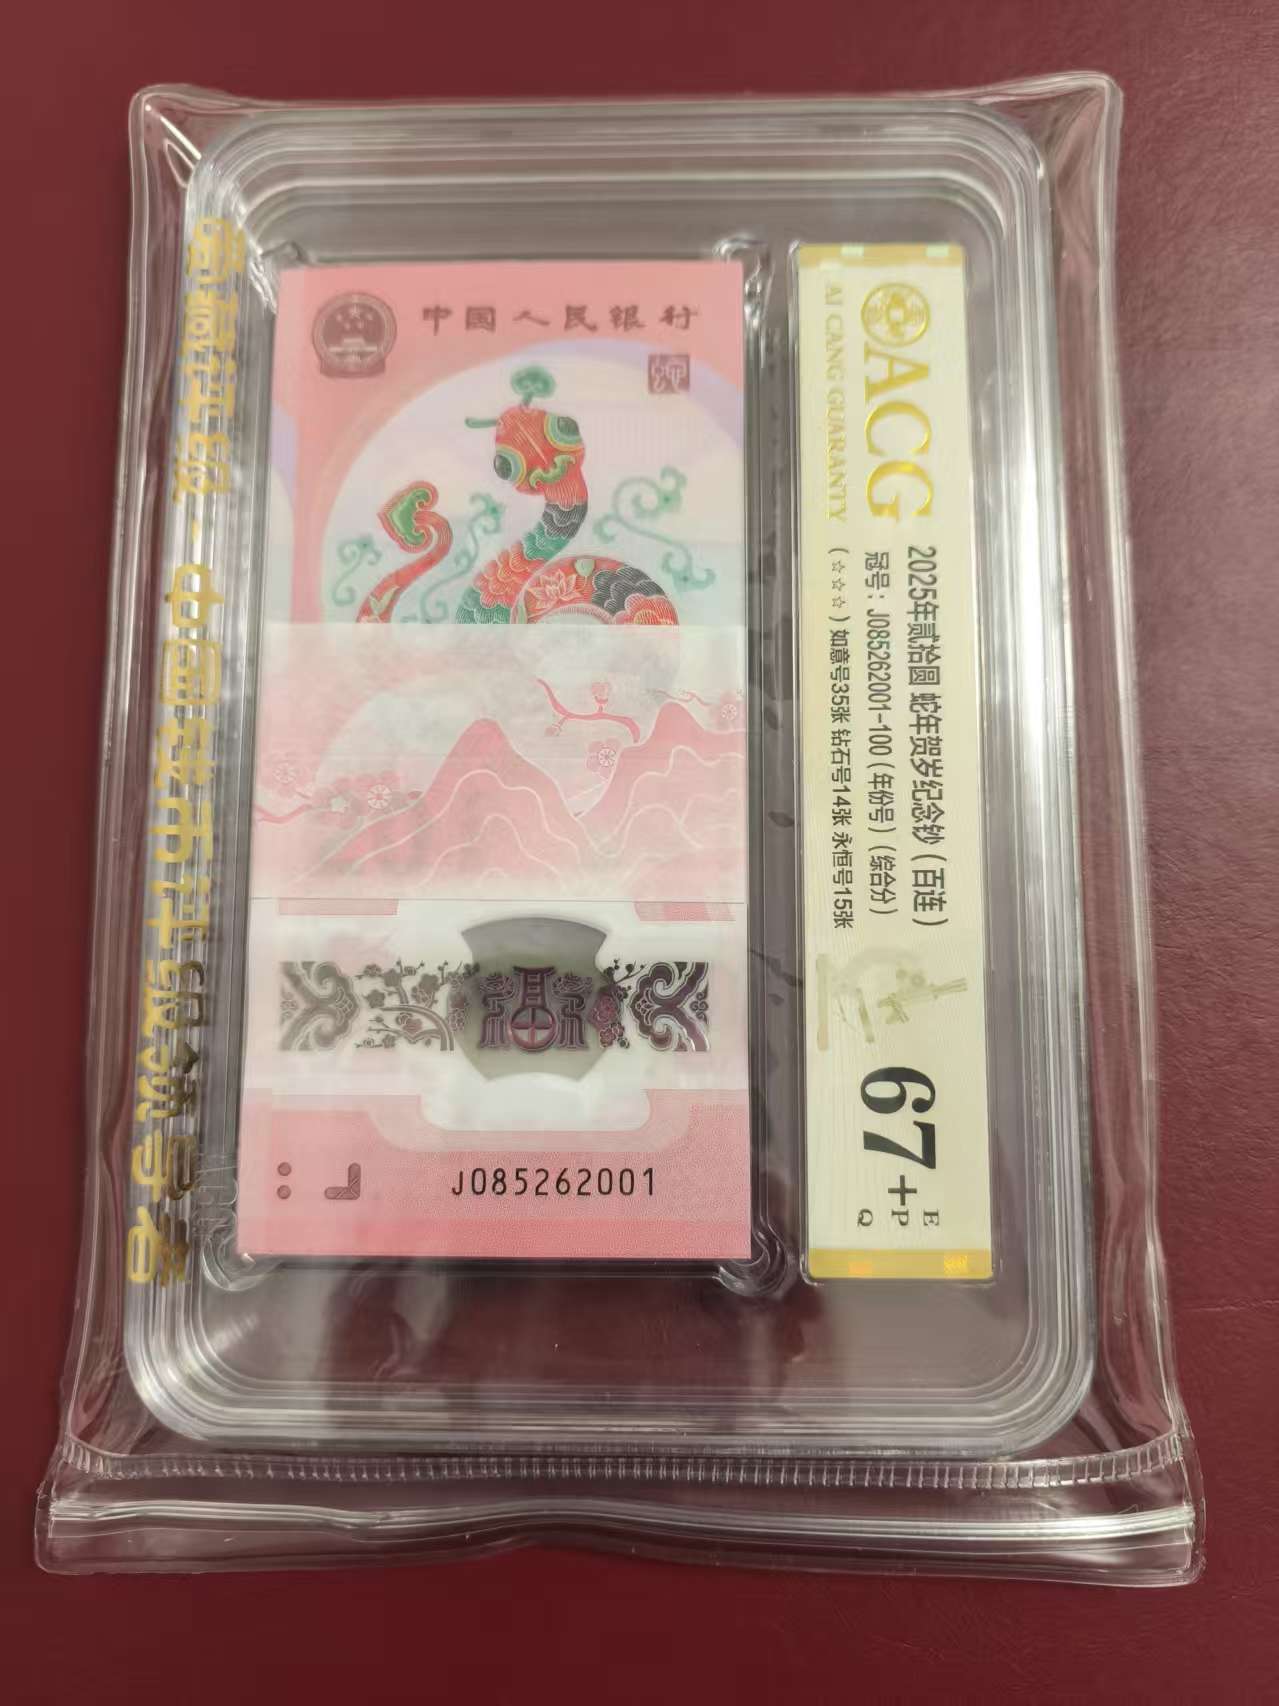 爱藏评级·中国钱币评级领导者
中国人民银行
J085262001
ACG
AI CANG GUARANTY
2025年贰拾圆 蛇年贺岁纪念钞（百连）
冠号：J085262001-100（年份号）（综合分）
（☆☆☆）如意号35张 钻石号14张 永恒号15张
67+
E
P
Q